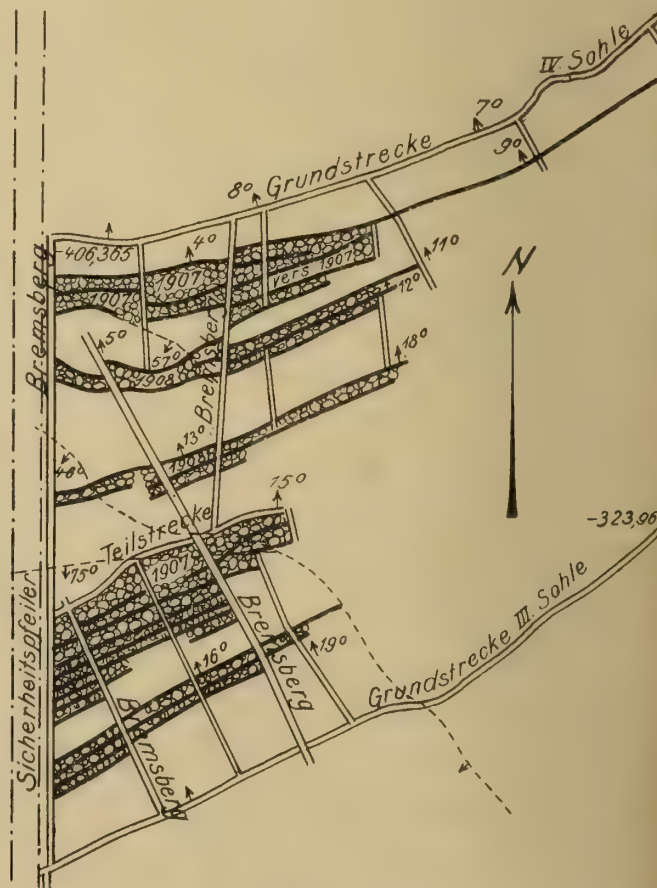 IV. Sohle
7°
9°
Grundstrecke
8°
-406,365
4°
11°
1907
vers 1907
1907
12°
N
Bremsberg
5°
57°
1908
Bremsberg
18°
13°
1908
46°
15°
-323,96
Teilstrecke
75°
1907
Sicherheitspfeiler
Bremsberg
19°
16°
Grundstrecke III. Sohle
Bremsberg